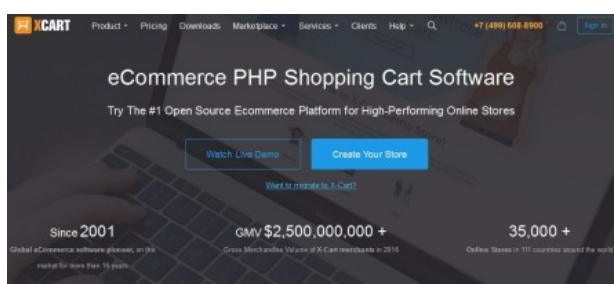 XCART
Product Pricing Downloads Marketplace Services Clients Help +7 (499) 608-8900 Sign in
eCommerce PHP Shopping Cart Software
Try The #1 Open Source Ecommerce Platform for High-Performing Online Stores
Watch Live Demo Create Your Store
Want to migrate to X-Cart?
Since 2001 GMV $2,500,000,000 + 35,000 +
Global eCommerce software pioneer, on the Gross Merchandise Volume of X-Cart merchants in 2016 Online Stores in 111 countries around the world
market for more than 16 years